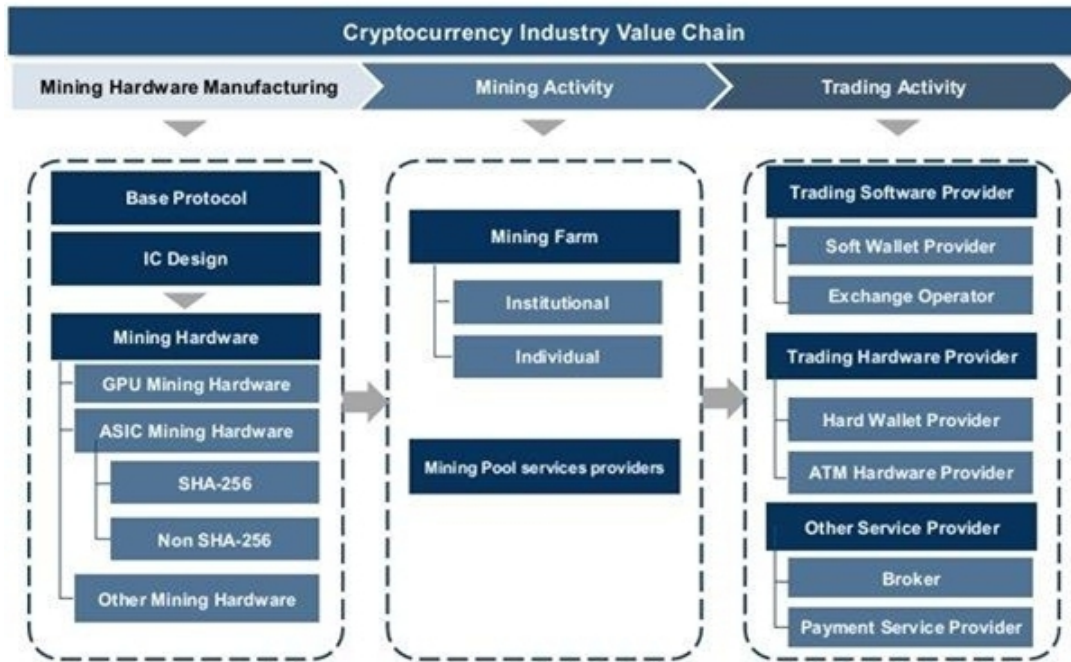 Cryptocurrency Industry Value Chain
Mining Hardware Manufacturing
Mining Activity
Trading Activity
Base Protocol
IC Design
Mining Hardware
GPU Mining Hardware
ASIC Mining Hardware
SHA-256
Non SHA-256
Other Mining Hardware
Mining Farm
Institutional
Individual
Mining Pool services providers
Trading Software Provider
Soft Wallet Provider
Exchange Operator
Trading Hardware Provider
Hard Wallet Provider
ATM Hardware Provider
Other Service Provider
Broker
Payment Service Provider